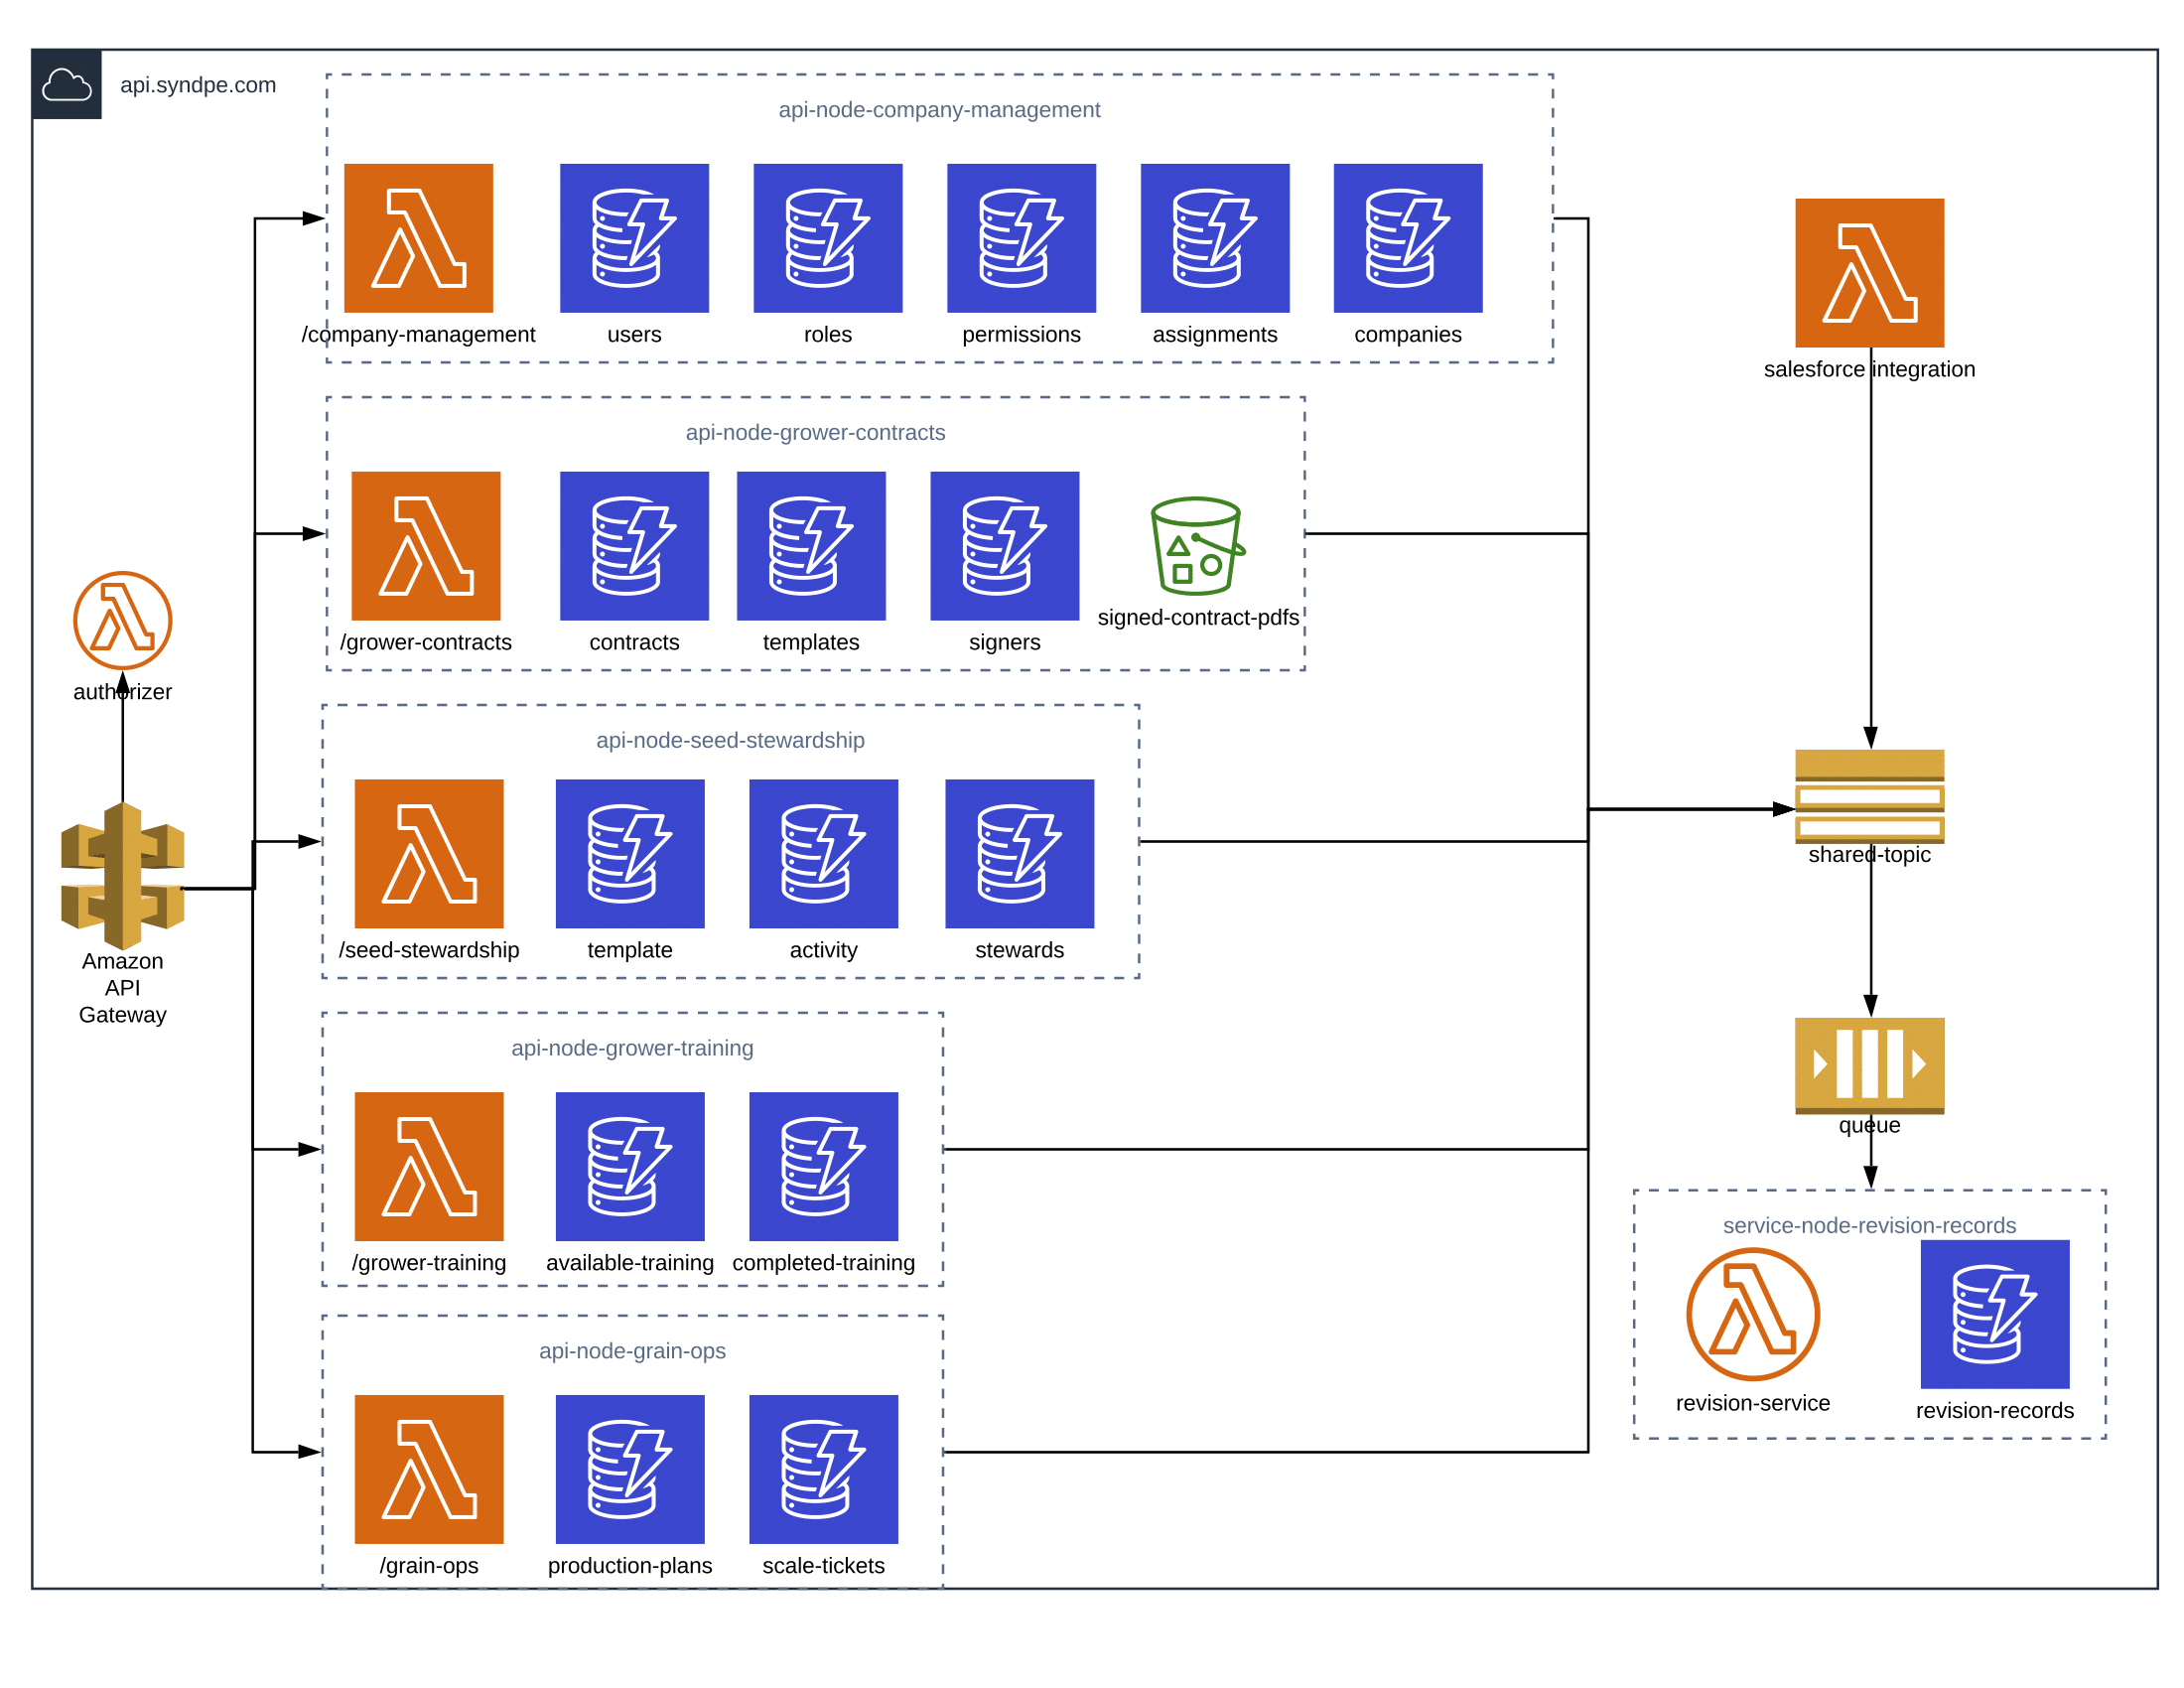 api.syndpe.com
api-node-company-management
/company-management
users
roles
permissions
assignments
companies
salesforce integration
api-node-grower-contracts
/grower-contracts
contracts
templates
signers
signed-contract-pdfs
authorizer
Amazon
API
Gateway
api-node-seed-stewardship
/seed-stewardship
template
activity
stewards
shared-topic
api-node-grower-training
/grower-training
available-training
completed-training
queue
service-node-revision-records
revision-service
revision-records
api-node-grain-ops
/grain-ops
production-plans
scale-tickets